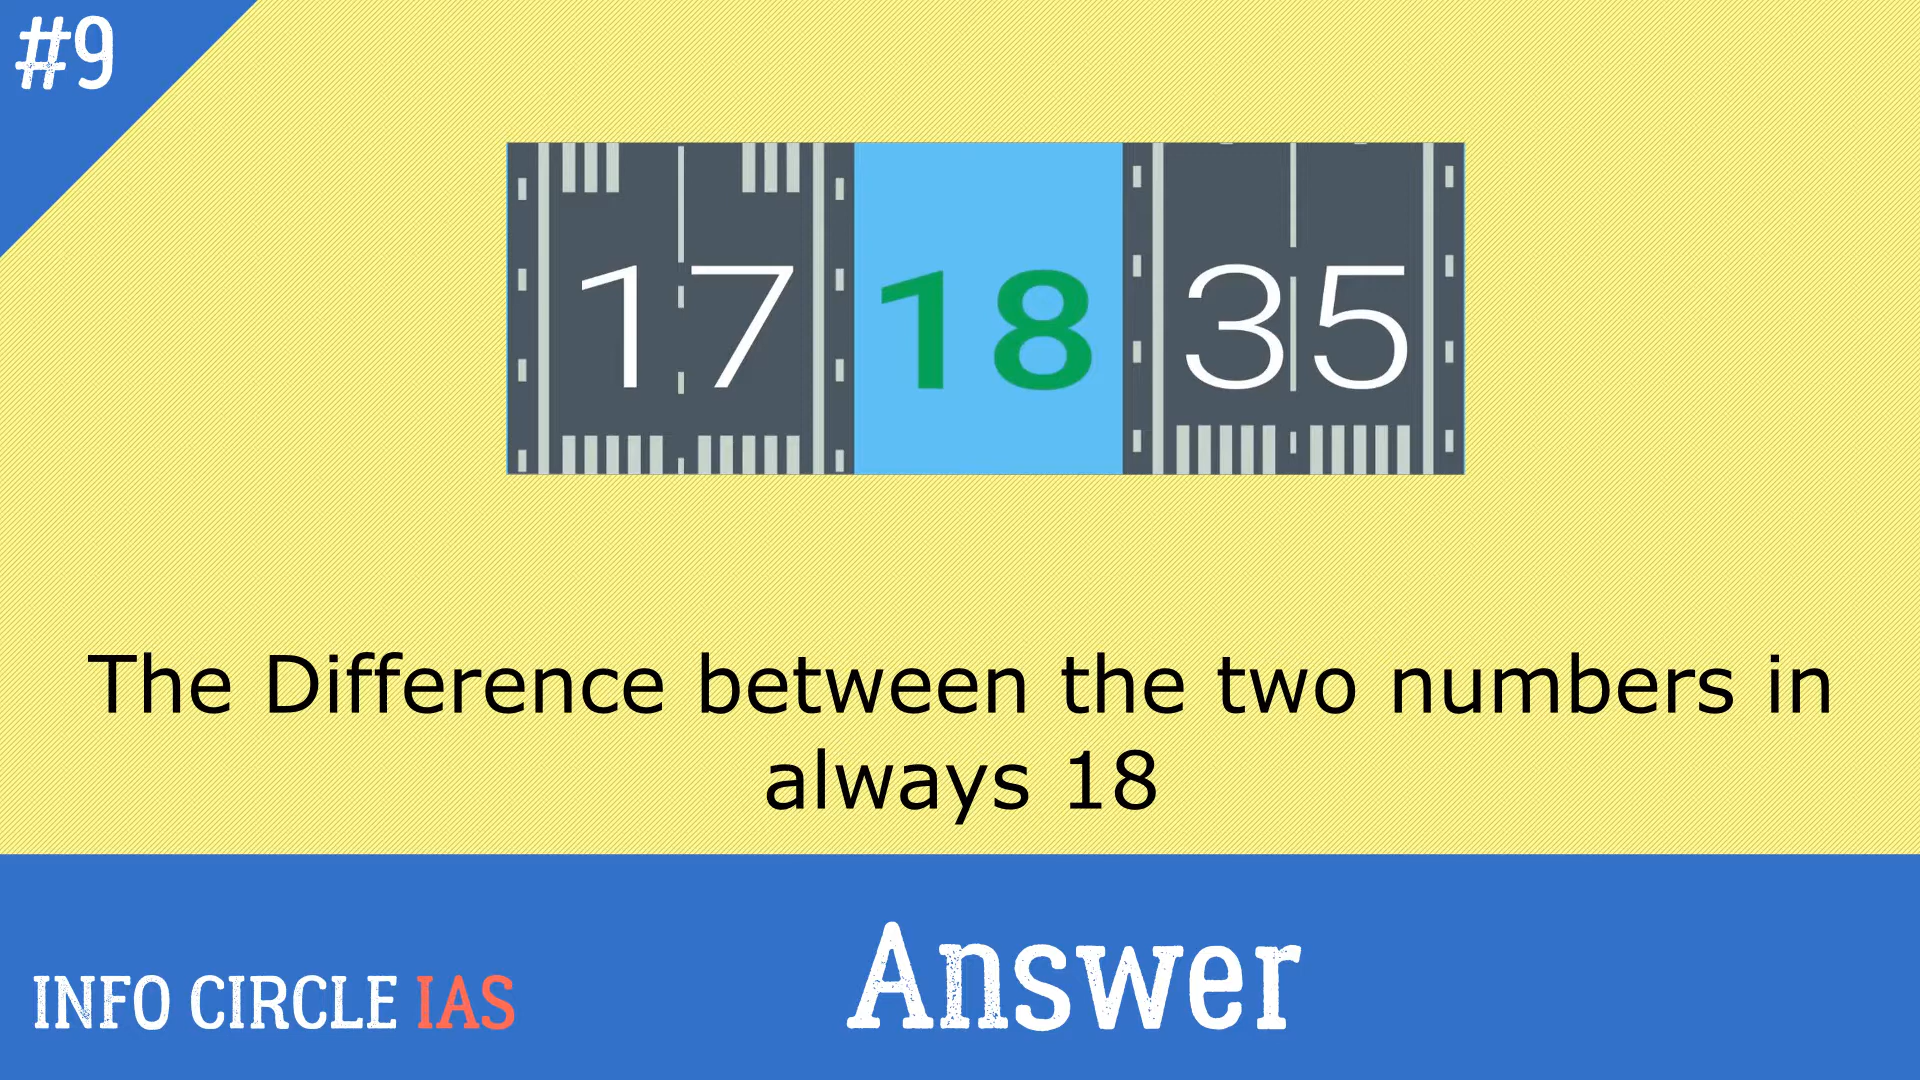 #9
17 18 35
The Difference between the two numbers in
always 18
INFO CIRCLE IAS
Answer